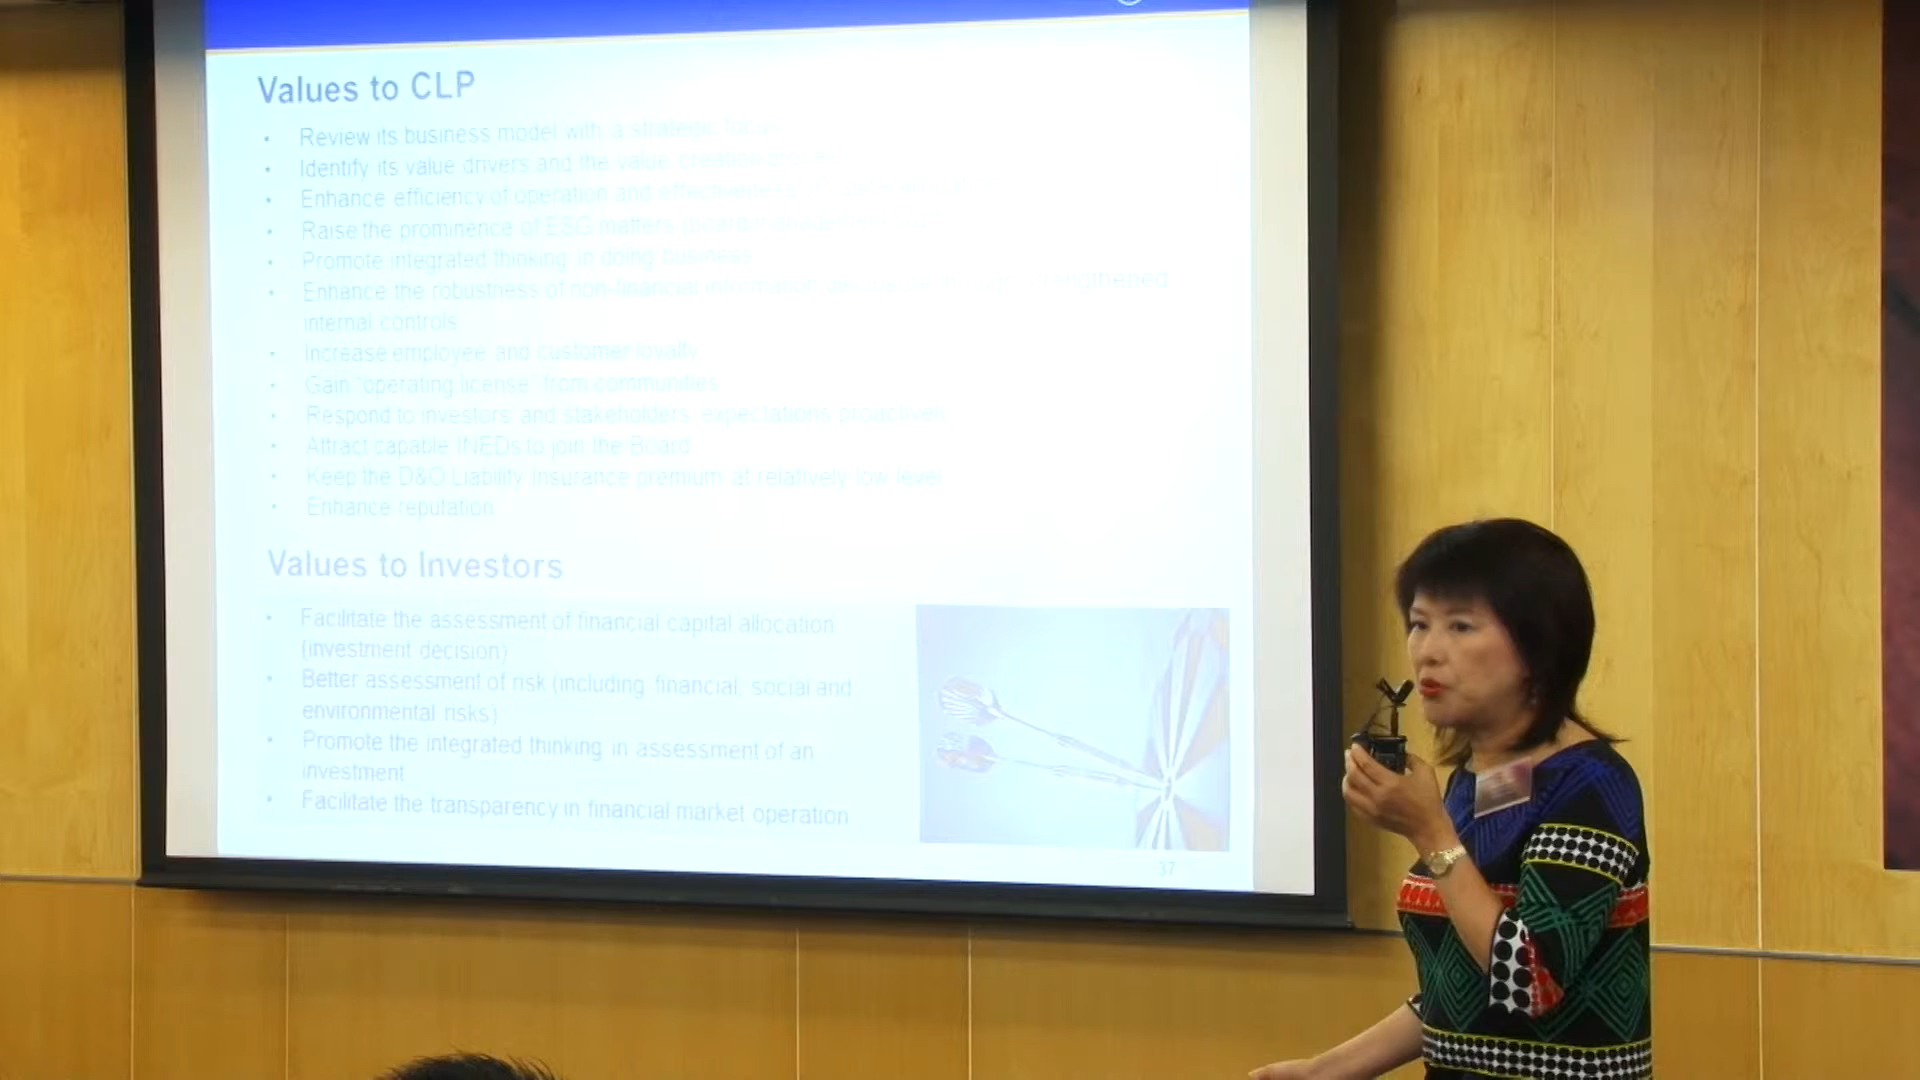 Values to CLP
• Review its business model with a strategic focus
• Identify its value drivers and the value creation
• Enhance efficiency of operation and effectiveness
• Raise the prominence of ESG matters
• Promote integrated thinking in doing business
• Enhance the robustness of non-financial information
internal controls
• Increase employee and customer loyalty
• Gain "operating license" from communities
• Respond to investors and stakeholders expectations proactively
• Attract capable INEDs to join the Board
• Keep the D&O Liability Insurance premium at relatively low level
• Enhance reputation
Values to Investors
• Facilitate the assessment of financial capital allocation
(investment decision)
• Better assessment of risk (including financial, social and
environmental risks)
• Promote the integrated thinking in assessment of an
investment
• Facilitate the transparency in financial market operation
37